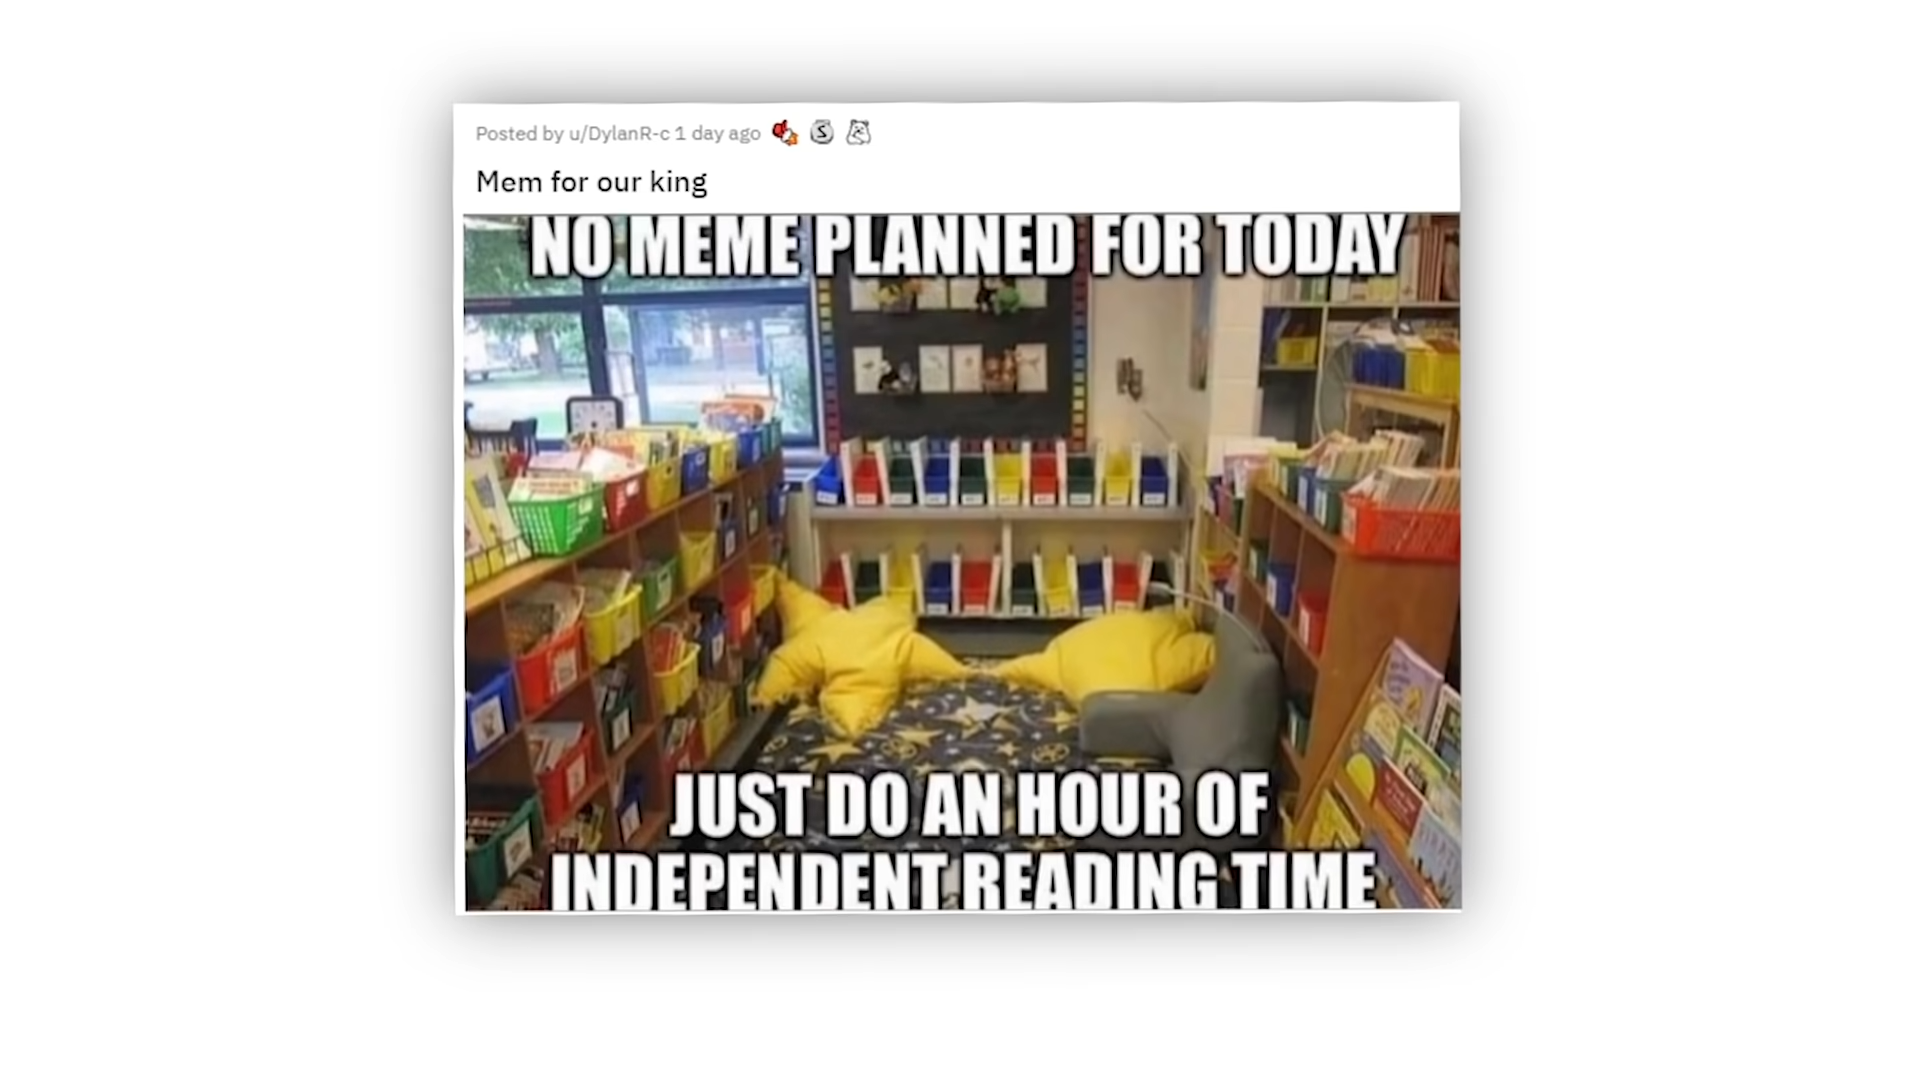 Posted by u/DylanR-c 1 day ago
Mem for our king
NO MEME PLANNED FOR TODAY
JUST DO AN HOUR OF
INDEPENDENT READING TIME